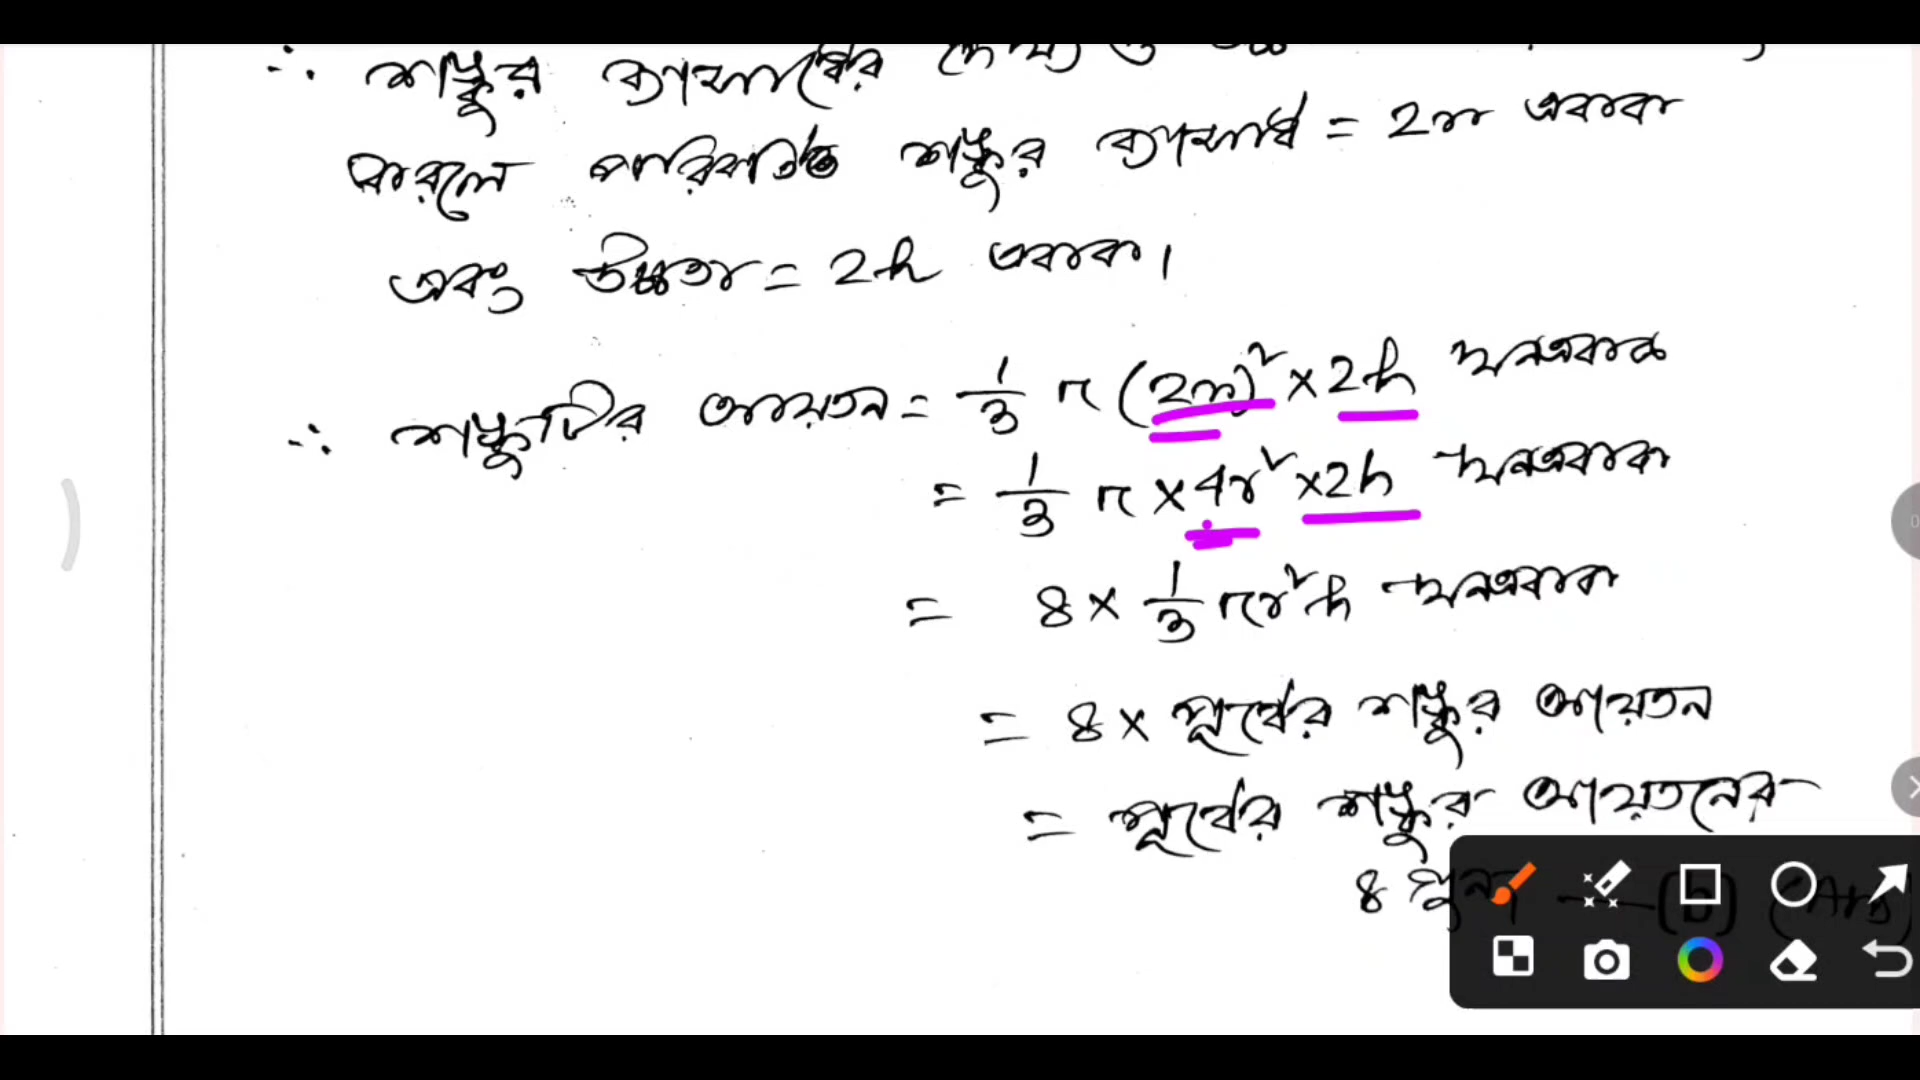 ∴ শঙ্কুর ব্যাসার্ধের দৈর্ঘ্য ও
করলে পরিবর্তিত শঙ্কুর ব্যাসার্ধ = 2r একক
এবং উচ্চতা = 2h একক।
∴ শঙ্কুটির আয়তন = 1/3 π (2r)² × 2h ঘনএকক
= 1/3 π × 4r² × 2h ঘনএকক
= 8 × 1/3 πr²h ঘনএকক
= 8 × পূর্বের শঙ্কুর আয়তন
= পূর্বের শঙ্কুর আয়তনের
8 গুন — (b) (Ans)